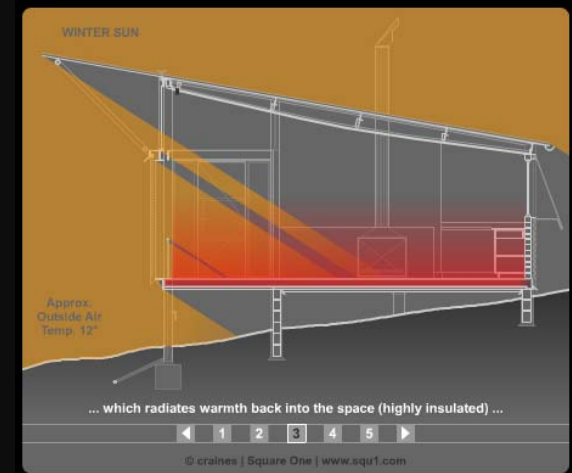 WINTER SUN
Approx.
Outside Air
Temp. 12°
... which radiates warmth back into the space (highly insulated) ...
1 2 3 4 5
© craines | Square One | www.squ1.com